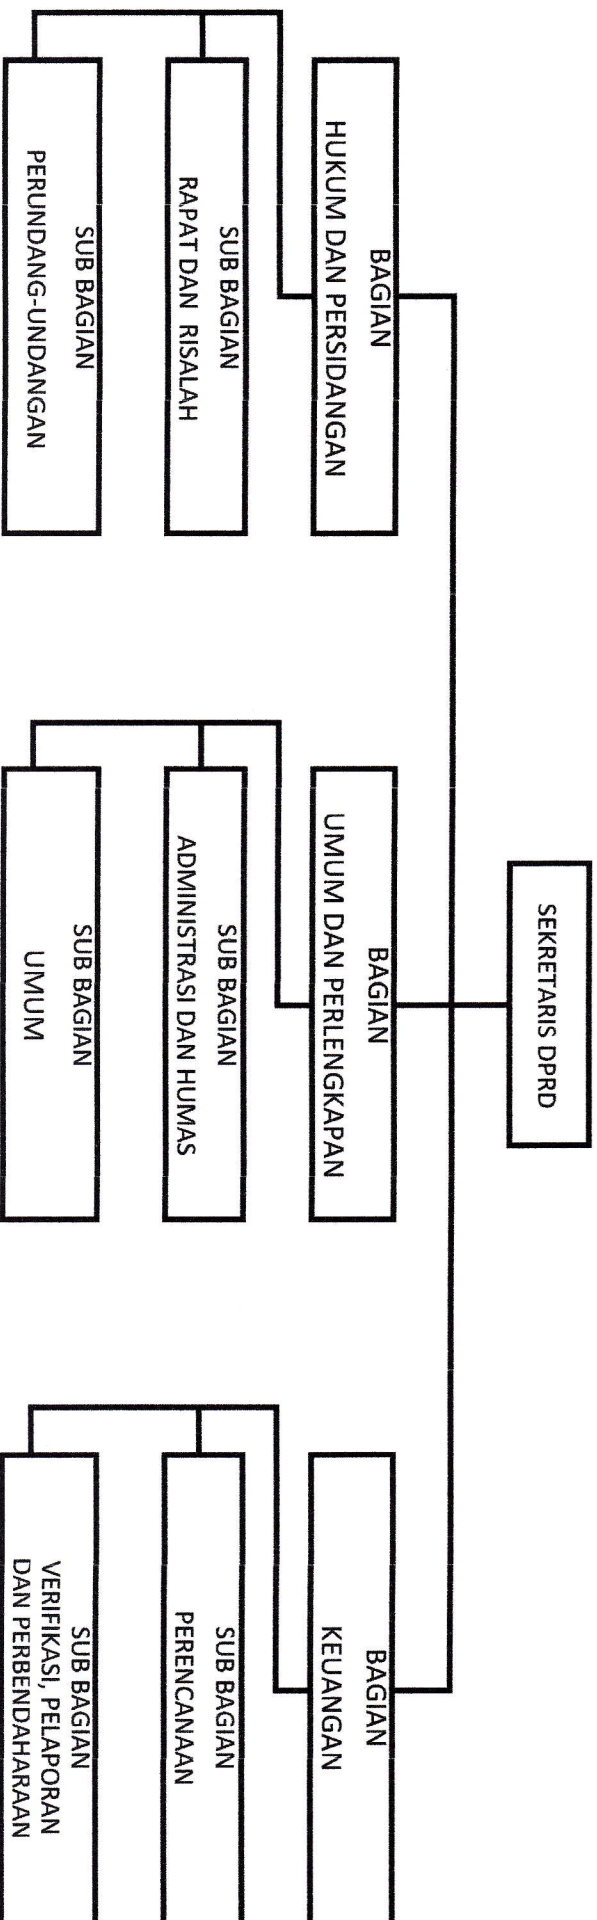 SEKRETARIS DPRD
BAGIAN
HUKUM DAN PERSIDANGAN
SUB BAGIAN
RAPAT DAN RISALAH
SUB BAGIAN
PERUNDANG-UNDANGAN
BAGIAN
UMUM DAN PERLENGKAPAN
SUB BAGIAN
ADMINISTRASI DAN HUMAS
SUB BAGIAN
UMUM
BAGIAN
KEUANGAN
SUB BAGIAN
PERENCANAAN
SUB BAGIAN
VERIFIKASI, PELAPORAN
DAN PERBENDAHARAAN